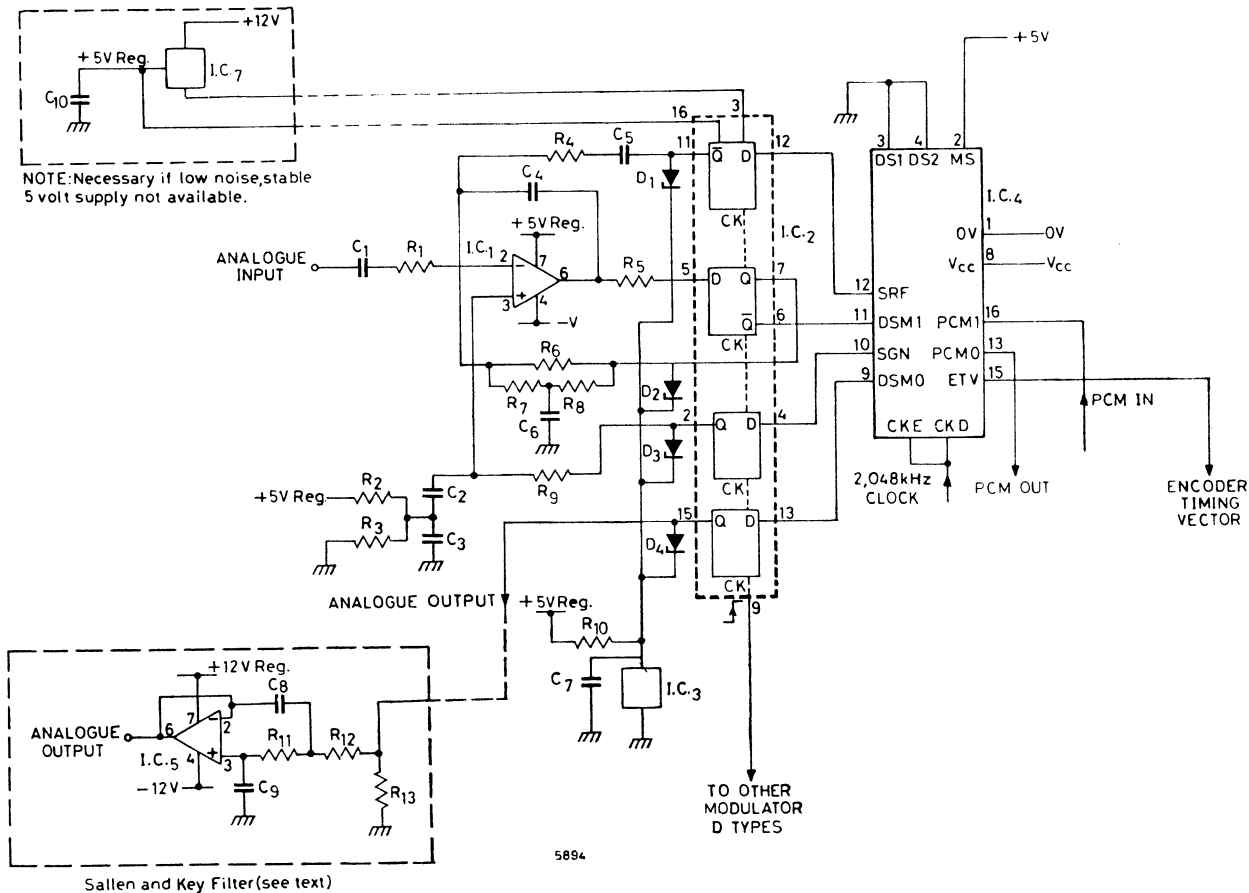 +12V
+5V Reg.
I.C.7
C10
NOTE: Necessary if low noise, stable
5 volt supply not available.
+5V
3
16
R4
C5
11
Q̄
D
12
3
4
2
DS1
DS2
MS
C4
D1
CK
I.C.2
I.C.4
+5V Reg.
ANALOGUE
INPUT
C1
R1
I.C.1
2
-
7
6
+
3
4
-V
R5
5
D
Q
7
Q̄
6
CK
1
0V
0V
8
Vcc
Vcc
12
SRF
11
DSM1
PCM1
16
10
SGN
PCM0
13
9
DSM0
ETV
15
PCM IN
CKE
CKD
2,048kHz
CLOCK
PCM OUT
ENCODER
TIMING
VECTOR
R6
R7
R8
C6
D2
2
Q
D
4
D3
CK
R9
+5V Reg.
R2
C2
R3
C3
15
Q
D
13
D4
CK
9
ANALOGUE OUTPUT
+5V Reg.
R10
C7
I.C.3
TO OTHER
MODULATOR
D TYPES
+12V Reg.
C8
ANALOGUE
OUTPUT
6
7
-
2
I.C.5
4
+
3
R11
R12
-12V
C9
R13
5894
Sallen and Key Filter (see text)